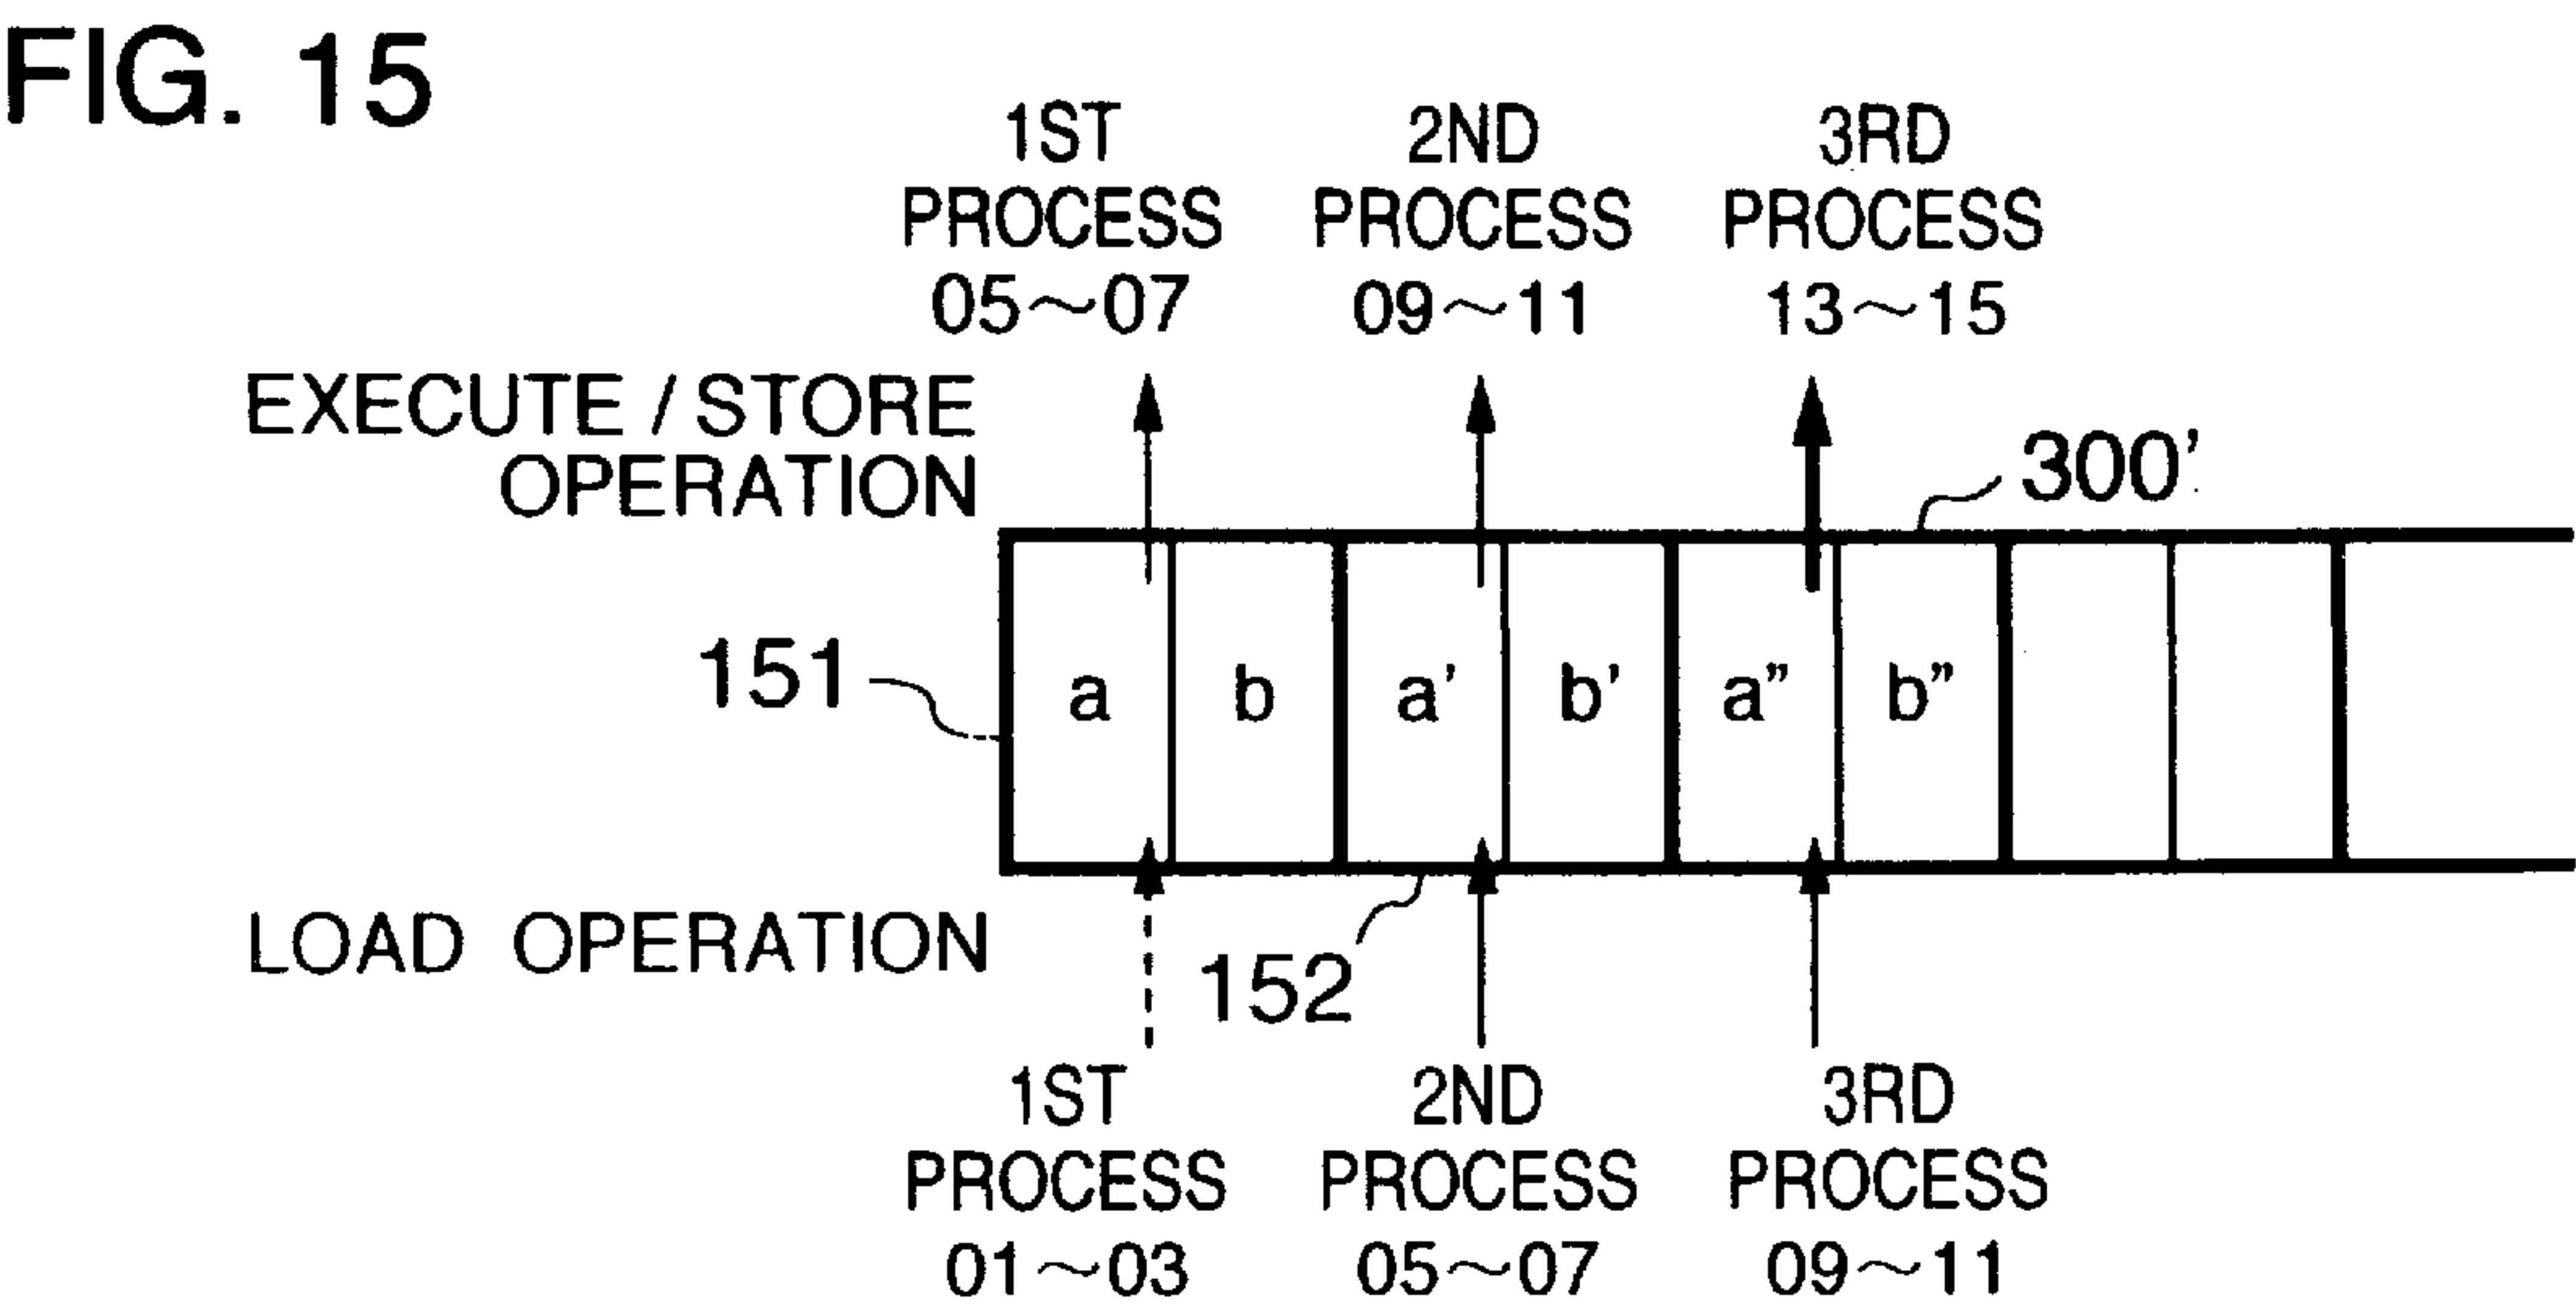 FIG. 15
1ST PROCESS 05~07
2ND PROCESS 09~11
3RD PROCESS 13~15
EXECUTE / STORE
OPERATION
300'
151
a b a' b' a" b"
LOAD OPERATION
152
1ST PROCESS 01~03
2ND PROCESS 05~07
3RD PROCESS 09~11